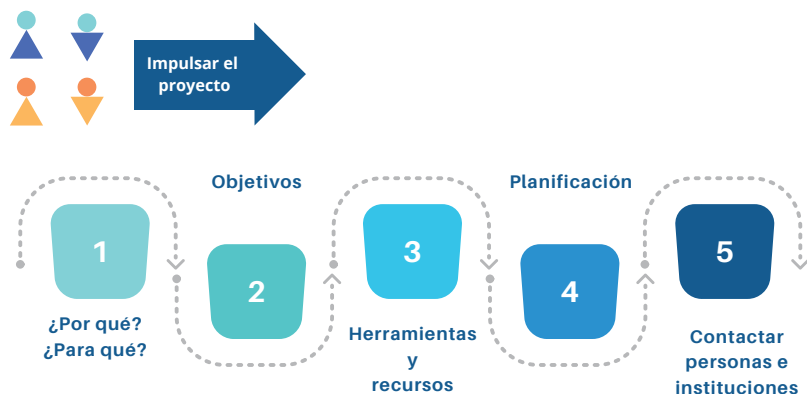 Impulsar el
proyecto
Objetivos
Planificación
1
2
3
4
5
¿Por qué?
¿Para qué?
Herramientas
y
recursos
Contactar
personas e
instituciones